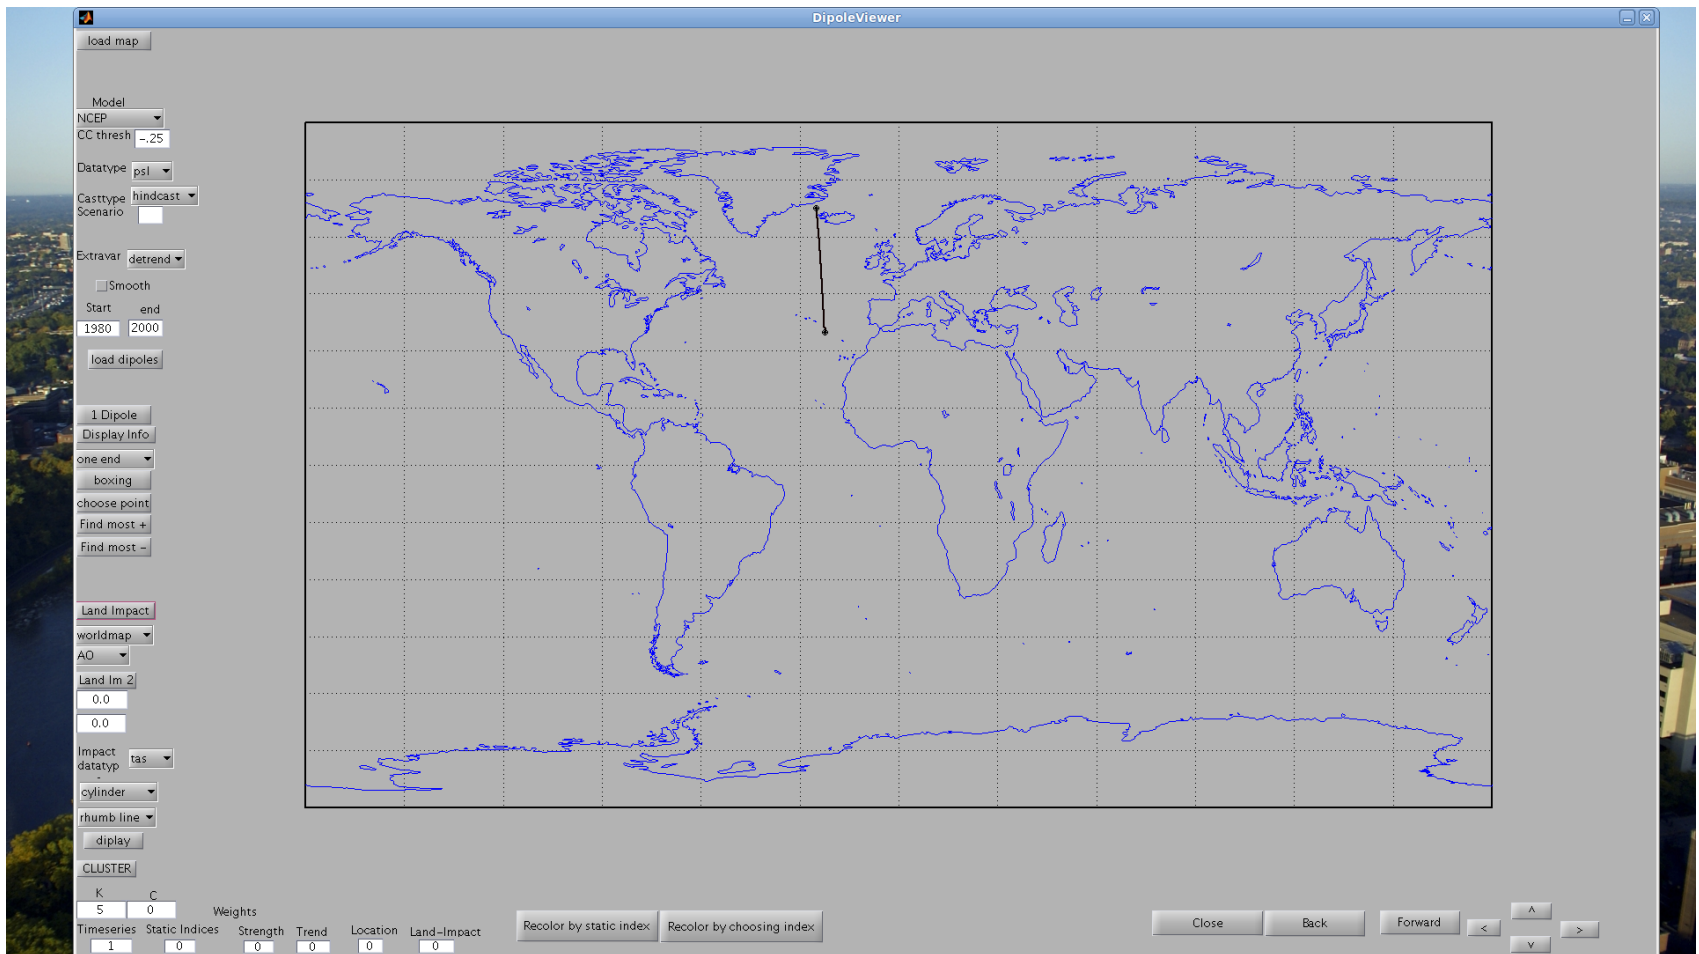 DipoleViewer
load map
Model
NCEP
CC thresh -.25
Datatype psl
Casttype hindcast
Scenario
Extravar detrend
Smooth
Start end
1980 2000
load dipoles
1 Dipole
Display Info
one end
boxing
choose point
Find most +
Find most -
Land Impact
worldmap
AO
Land Im 2
0.0
0.0
Impact
datatyp tas
-
cylinder
rhumb line
diplay
CLUSTER
K C
5 0 Weights
Timeseries Static Indices Strength Trend Location Land-Impact
1 0 0 0 0 0
Recolor by static index Recolor by choosing index
Close Back Forward < ^ v >